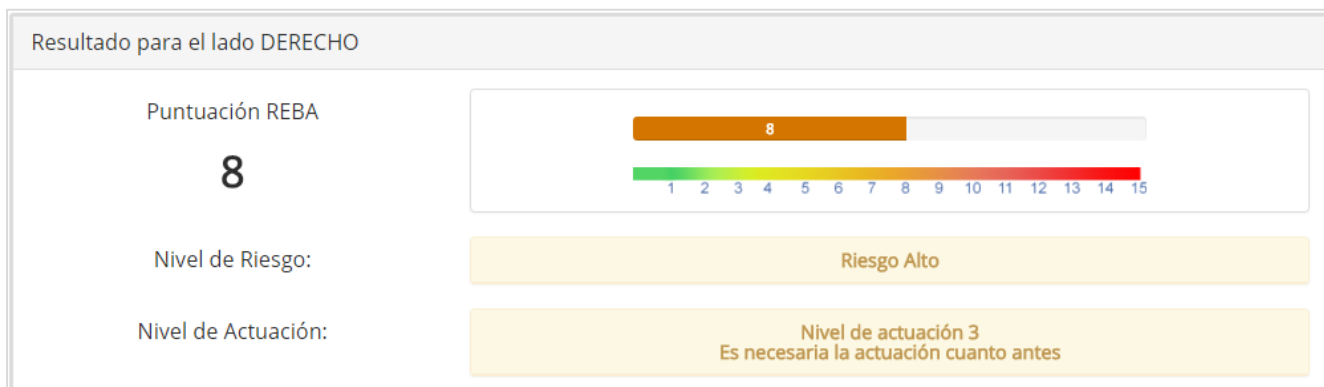 Resultado para el lado DERECHO
Puntuación REBA
8
8
1 2 3 4 5 6 7 8 9 10 11 12 13 14 15
Nivel de Riesgo:
Riesgo Alto
Nivel de Actuación:
Nivel de actuación 3
Es necesaria la actuación cuanto antes